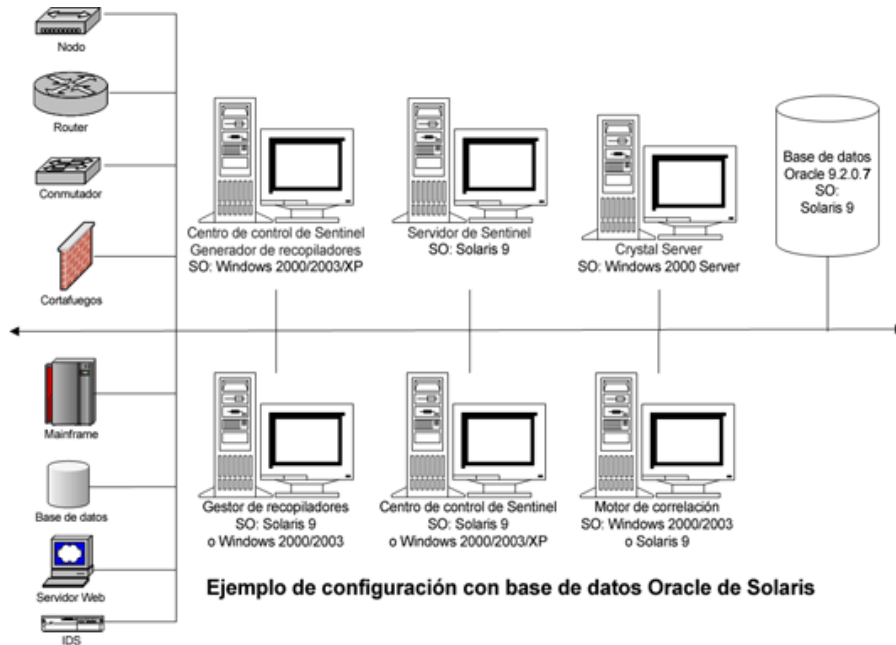 Nodo
Router
Conmutador
Cortafuegos
Centro de control de Sentinel
Generador de recopiladores
SO: Windows 2000/2003/XP
Servidor de Sentinel
SO: Solaris 9
Crystal Server
SO: Windows 2000 Server
Base de datos
Oracle 9.2.0.7
SO:
Solaris 9
Mainframe
Base de datos
Servidor Web
IDS
Gestor de recopiladores
SO: Solaris 9
o Windows 2000/2003
Centro de control de Sentinel
SO: Solaris 9
o Windows 2000/2003/XP
Motor de correlación
SO: Windows 2000/2003
o Solaris 9
Ejemplo de configuración con base de datos Oracle de Solaris